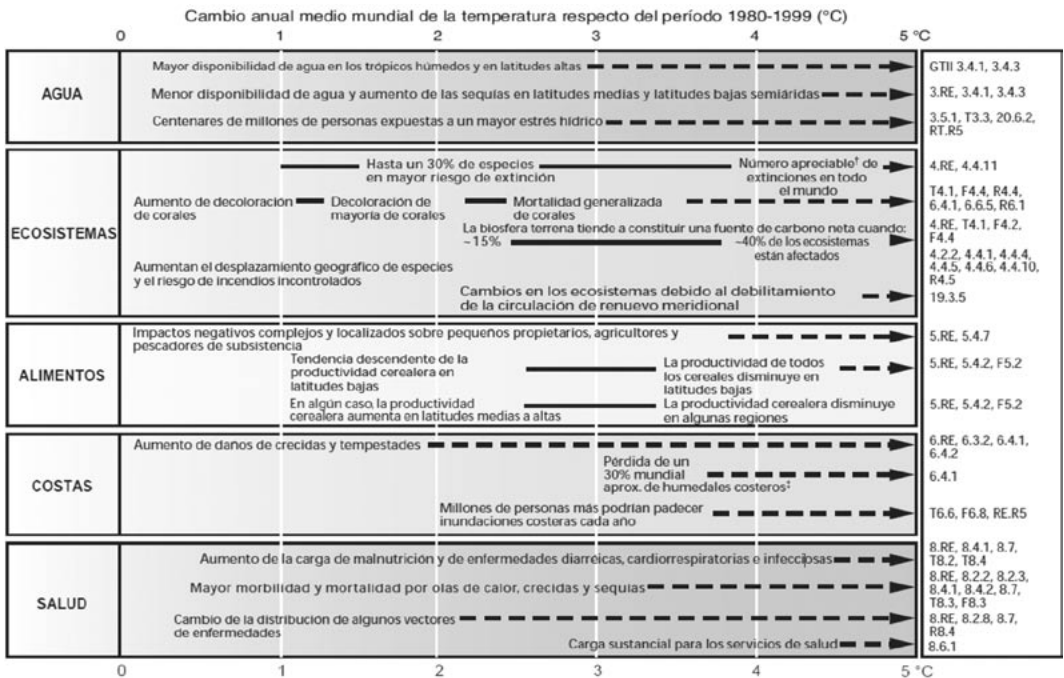 Cambio anual medio mundial de la temperatura respecto del período 1980-1999 (°C)
0 1 2 3 4 5 °C
AGUA
Mayor disponibilidad de agua en los trópicos húmedos y en latitudes altas
GTII 3.4.1, 3.4.3
Menor disponibilidad de agua y aumento de las sequías en latitudes medias y latitudes bajas semiáridas
3.RE, 3.4.1, 3.4.3
Centenares de millones de personas expuestas a un mayor estrés hídrico
3.5.1, T3.3, 20.6.2,
RT.R5
ECOSISTEMAS
Hasta un 30% de especies
en mayor riesgo de extinción
Número apreciable† de
extinciones en todo
el mundo
4.RE, 4.4.11
Aumento de decoloración
de corales
Decoloración de
mayoría de corales
Mortalidad generalizada
de corales
T4.1, F4.4, R4.4,
6.4.1, 6.6.5, R6.1
La biosfera terrena tiende a constituir una fuente de carbono neta cuando:
~15%
~40% de los ecosistemas
están afectados
4.RE, T4.1, F4.2,
F4.4
Aumentan el desplazamiento geográfico de especies
y el riesgo de incendios incontrolados
4.2.2, 4.4.1, 4.4.4,
4.4.5, 4.4.6, 4.4.10,
R4.5
Cambios en los ecosistemas debido al debilitamiento
de la circulación de renuevo meridional
19.3.5
ALIMENTOS
Impactos negativos complejos y localizados sobre pequeños propietarios, agricultores y
pescadores de subsistencia
5.RE, 5.4.7
Tendencia descendente de la
productividad cerealera en
latitudes bajas
La productividad de todos
los cereales disminuye en
latitudes bajas
5.RE, 5.4.2, F5.2
En algún caso, la productividad
cerealera aumenta en latitudes medias a altas
La productividad cerealera disminuye
en algunas regiones
5.RE, 5.4.2, F5.2
COSTAS
Aumento de daños de crecidas y tempestades
6.RE, 6.3.2, 6.4.1,
6.4.2
Pérdida de un
30% mundial
aprox. de humedales costeros‡
6.4.1
Millones de personas más podrían padecer
inundaciones costeras cada año
T6.6, F6.8, RE.R5
SALUD
Aumento de la carga de malnutrición y de enfermedades diarréicas, cardiorrespiratorias e infecciosas
8.RE, 8.4.1, 8.7,
T8.2, T8.4
Mayor morbilidad y mortalidad por olas de calor, crecidas y sequías
8.RE, 8.2.2, 8.2.3,
8.4.1, 8.4.2, 8.7,
T8.3, F8.3
Cambio de la distribución de algunos vectores
de enfermedades
8.RE, 8.2.8, 8.7,
R8.4
Carga sustancial para los servicios de salud
8.6.1
0 1 2 3 4 5 °C